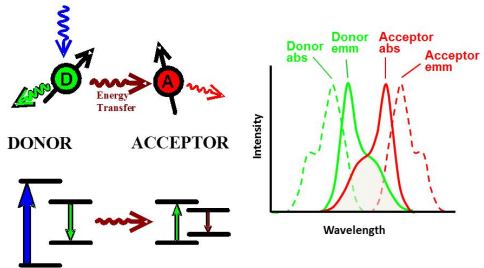 D
A
Energy
Transfer
DONOR
ACCEPTOR
Donor
abs
Donor
emm
Acceptor
abs
Acceptor
emm
Intensity
Wavelength